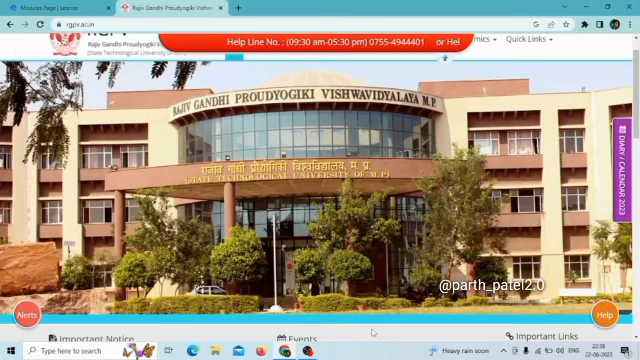 Modules Page | Learner
Rajiv Gandhi Proudyogiki Vishw
rgpv.ac.in
Rajiv Gandhi Proudyogiki V
(State Technological University of
Help Line No. : (09:30 am-05:30 pm) 0755-4944401 or Hel
mics
Quick Links
RAJIV GANDHI PROUDYOGIKI VISHWAVIDYALAYA M.P.
राजीव गांधी प्रौद्योगिकी विश्वविद्यालय, म. प्र.
(STATE TECHNOLOGICAL UNIVERSITY OF M.P.)
DIARY / CALENDAR 2023
@parth_patel2.0
Alerts
Help
Important Notice
Events
Important Links
Type here to search
Heavy rain soon
ENG
22:39
22-06-2023